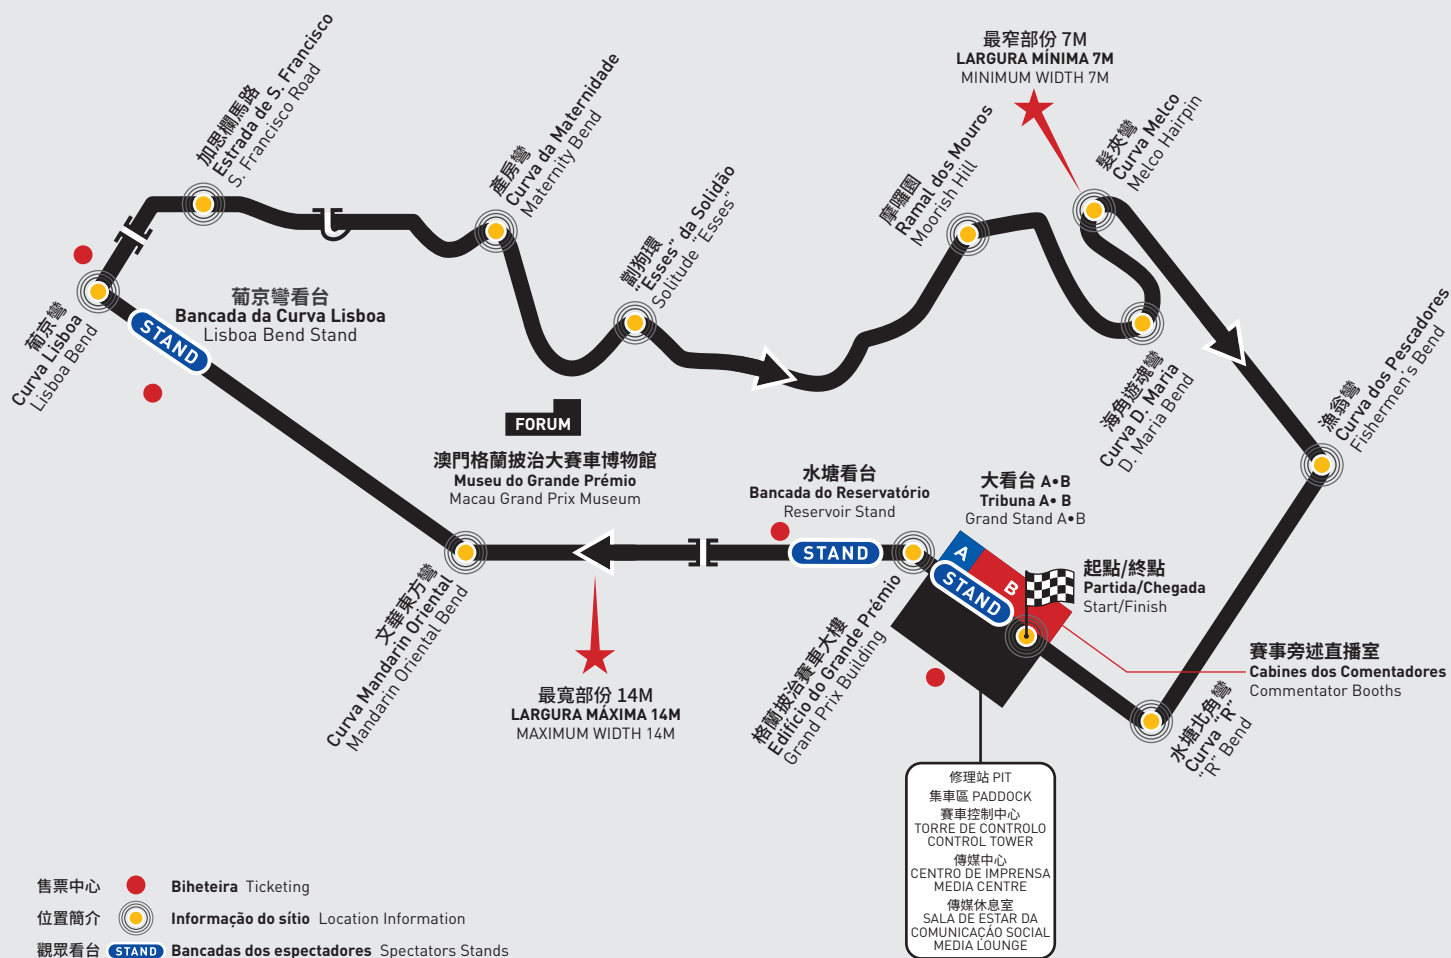 加思欄馬路
Estrada de S. Francisco
S. Francisco Road
產房彎
Curva da Maternidade
Maternity Bend
劏狗環
"Esses" da Solidão
Solitude "Esses"
摩囉園
Ramal dos Mouros
Moorish Hill
最窄部份 7M
LARGURA MÍNIMA 7M
MINIMUM WIDTH 7M
髮夾彎
Curva Melco
Melco Hairpin
葡京彎
Curva Lisboa
Lisboa Bend
STAND
葡京彎看台
Bancada da Curva Lisboa
Lisboa Bend Stand
海角遊魂彎
Curva D. Maria
D. Maria Bend
漁翁彎
Curva dos Pescadores
Fishermen's Bend
FORUM
澳門格蘭披治大賽車博物館
Museu do Grande Prémio
Macau Grand Prix Museum
水塘看台
Bancada do Reservatório
Reservoir Stand
STAND
大看台 A•B
Tribuna A• B
Grand Stand A•B
A
B
STAND
起點/終點
Partida/Chegada
Start/Finish
文華東方彎
Curva Mandarin Oriental
Mandarin Oriental Bend
最寬部份 14M
LARGURA MÁXIMA 14M
MAXIMUM WIDTH 14M
格蘭披治賽車大樓
Edifício do Grande Prémio
Grand Prix Building
賽事旁述直播室
Cabines dos Comentadores
Commentator Booths
水塘北角彎
Curva "R"
"R" Bend
修理站 PIT
集車區 PADDOCK
賽車控制中心
TORRE DE CONTROLO
CONTROL TOWER
傳媒中心
CENTRO DE IMPRENSA
MEDIA CENTRE
傳媒休息室
SALA DE ESTAR DA
COMUNICAÇÃO SOCIAL
MEDIA LOUNGE
售票中心 Biheteira Ticketing
位置簡介 Informação do sítio Location Information
觀眾看台 STAND Bancadas dos espectadores Spectators Stands